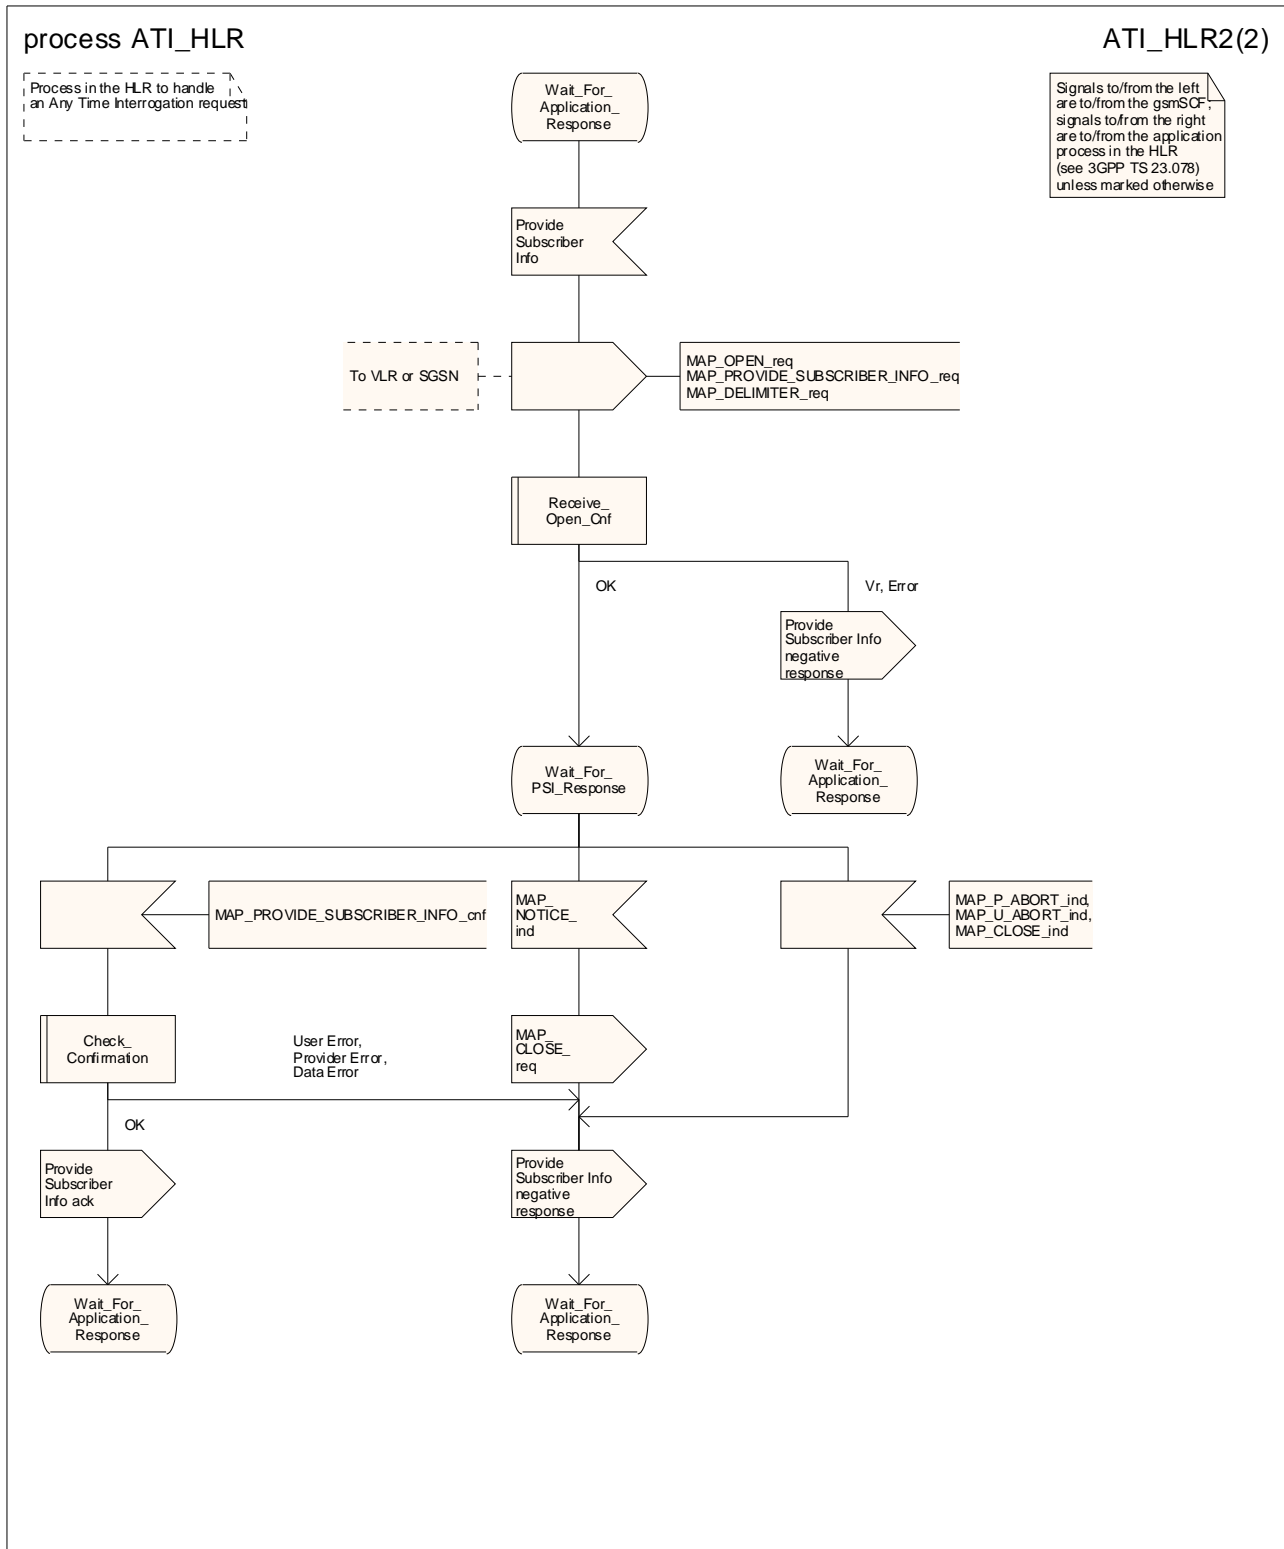 process ATI_HLR
ATI_HLR2(2)
Process in the HLR to handle
an Any Time Interrogation request
Wait_For_
Application_
Response
Signals to/from the left
are to/from the gsmSCF;
signals to/from the right
are to/from the application
process in the HLR
(see 3GPP TS 23.078)
unless marked otherwise
Provide
Subscriber
Info
To VLR or SGSN
MAP_OPEN_req
MAP_PROVIDE_SUBSCRIBER_INFO_req
MAP_DELIMITER_req
Receive_
Open_Cnf
OK
Vr, Error
Provide
Subscriber Info
negative
response
Wait_For_
PSI_Response
Wait_For_
Application_
Response
MAP_PROVIDE_SUBSCRIBER_INFO_cnf
MAP_
NOTICE_
ind
MAP_P_ABORT_ind,
MAP_U_ABORT_ind,
MAP_CLOSE_ind
Check_
Confirmation
User Error,
Provider Error,
Data Error
MAP_
CLOSE_
req
OK
Provide
Subscriber
Info ack
Provide
Subscriber Info
negative
response
Wait_For_
Application_
Response
Wait_For_
Application_
Response